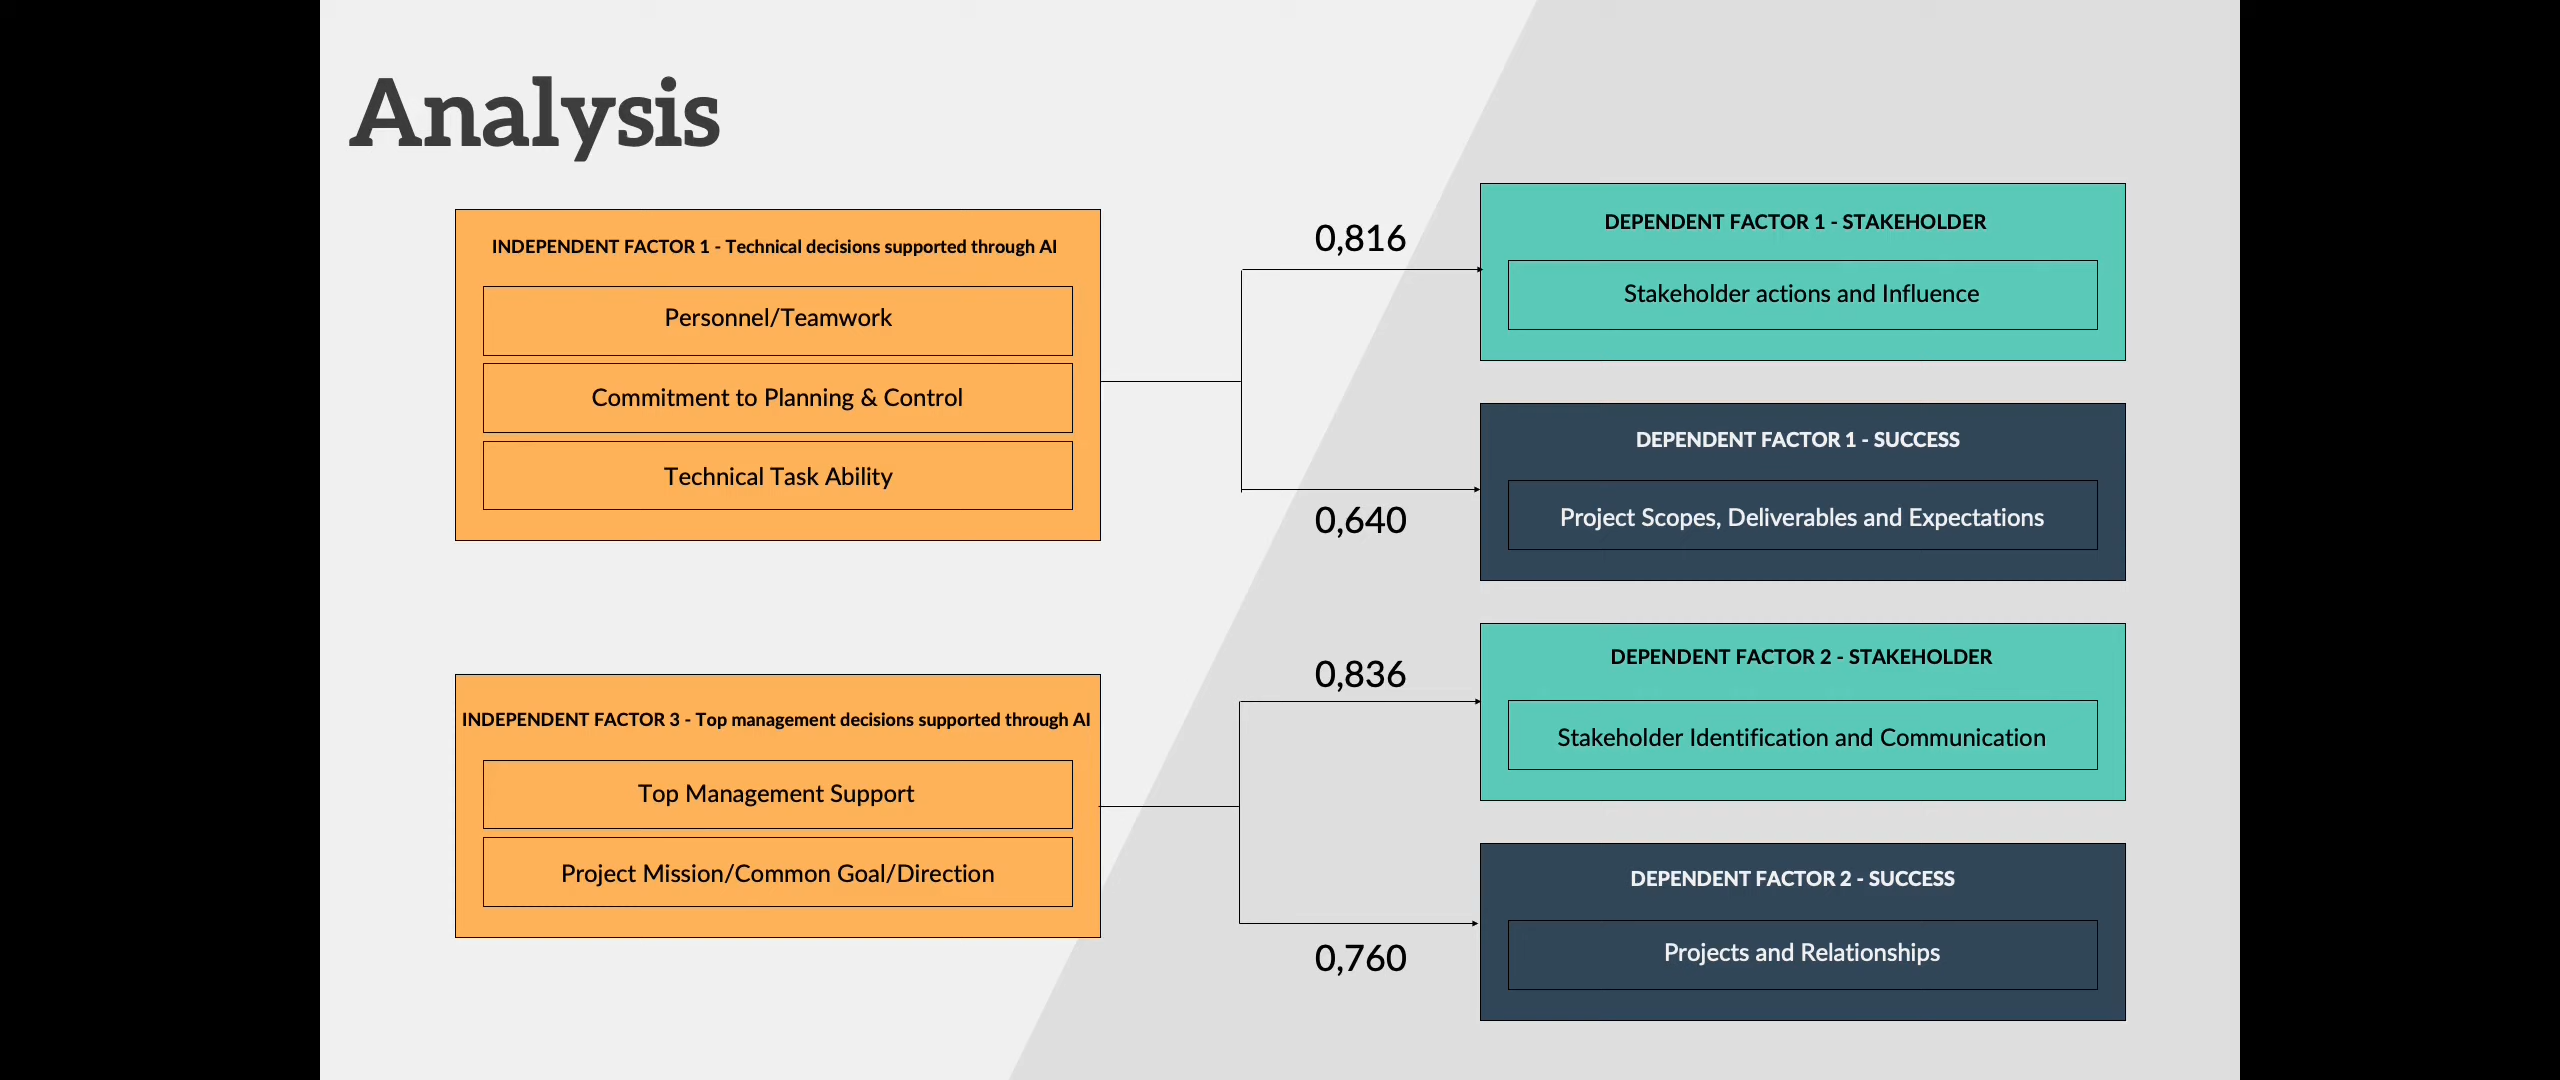 Analysis
INDEPENDENT FACTOR 1 - Technical decisions supported through AI
Personnel/Teamwork
Commitment to Planning & Control
Technical Task Ability
0,816
0,640
DEPENDENT FACTOR 1 - STAKEHOLDER
Stakeholder actions and Influence
DEPENDENT FACTOR 1 - SUCCESS
Project Scopes, Deliverables and Expectations
INDEPENDENT FACTOR 3 - Top management decisions supported through AI
Top Management Support
Project Mission/Common Goal/Direction
0,836
0,760
DEPENDENT FACTOR 2 - STAKEHOLDER
Stakeholder Identification and Communication
DEPENDENT FACTOR 2 - SUCCESS
Projects and Relationships